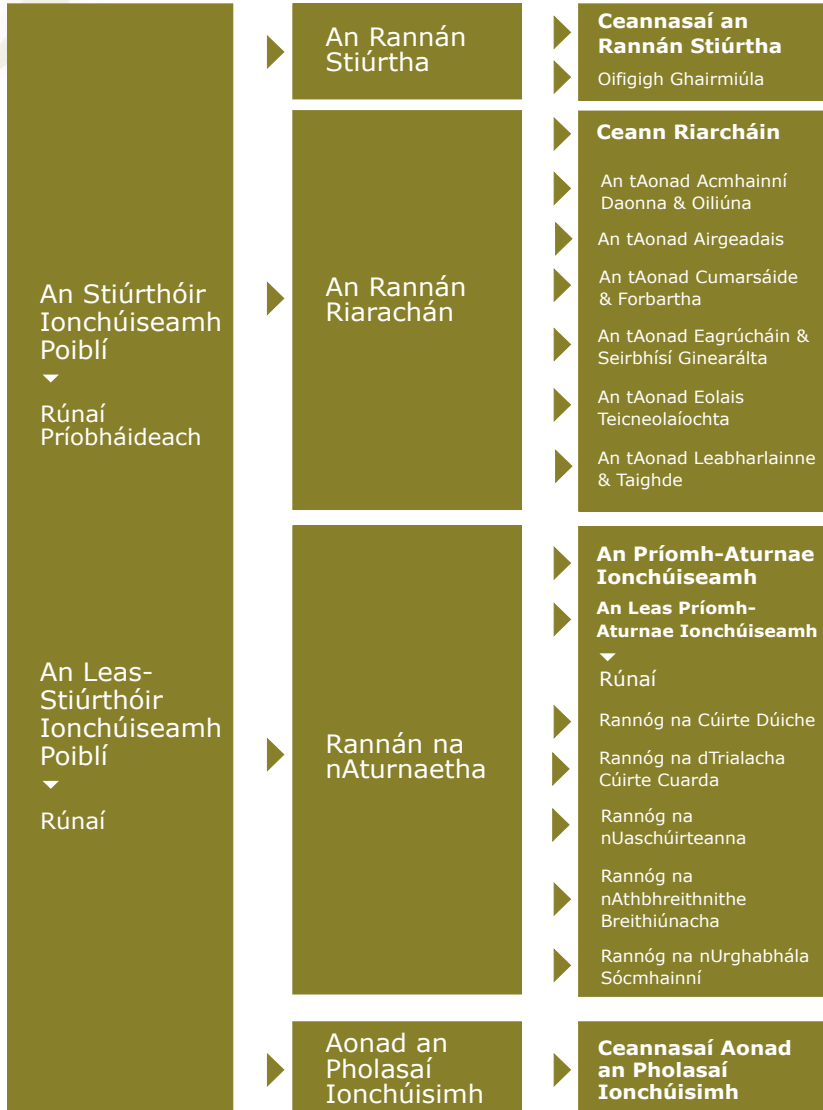 An Stiúrthóir
Ionchúiseamh
Poiblí
Rúnaí
Príobháideach
An Leas-
Stiúrthóir
Ionchúiseamh
Poiblí
Rúnaí
An Rannán
Stiúrtha
Ceannasaí an
Rannán Stiúrtha
Oifigigh Ghairmiúla
An Rannán
Riarachán
Ceann Riarcháin
An tAonad Acmhainní
Daonna & Oiliúna
An tAonad Airgeadais
An tAonad Cumarsáide
& Forbartha
An tAonad Eagrúcháin &
Seirbhísí Ginearálta
An tAonad Eolais
Teicneolaíochta
An tAonad Leabharlainne
& Taighde
Rannán na
nAturnaetha
An Príomh-Aturnae
Ionchúiseamh
An Leas Príomh-
Aturnae Ionchúiseamh
Rúnaí
Rannóg na Cúirte Dúiche
Rannóg na dTrialacha
Cúirte Cuarda
Rannóg na
nUaschúirteanna
Rannóg na
nAthbhreithnithe
Breithiúnacha
Rannóg na nUrghabhála
Sócmhainní
Aonad an
Pholasaí
Ionchúisimh
Ceannasaí Aonad
an Pholasaí
Ionchúisimh